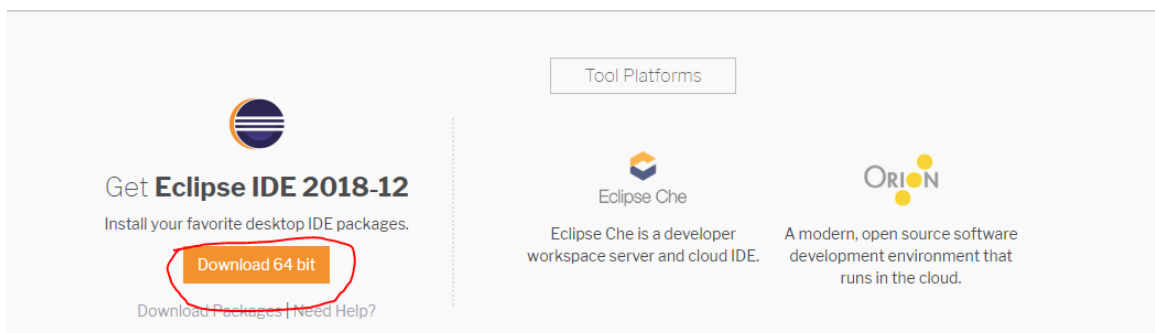 Tool Platforms
Get Eclipse IDE 2018-12
Install your favorite desktop IDE packages.
Download 64 bit
Download Packages | Need Help?
Eclipse Che
Eclipse Che is a developer
workspace server and cloud IDE.
ORION
A modern, open source software
development environment that
runs in the cloud.